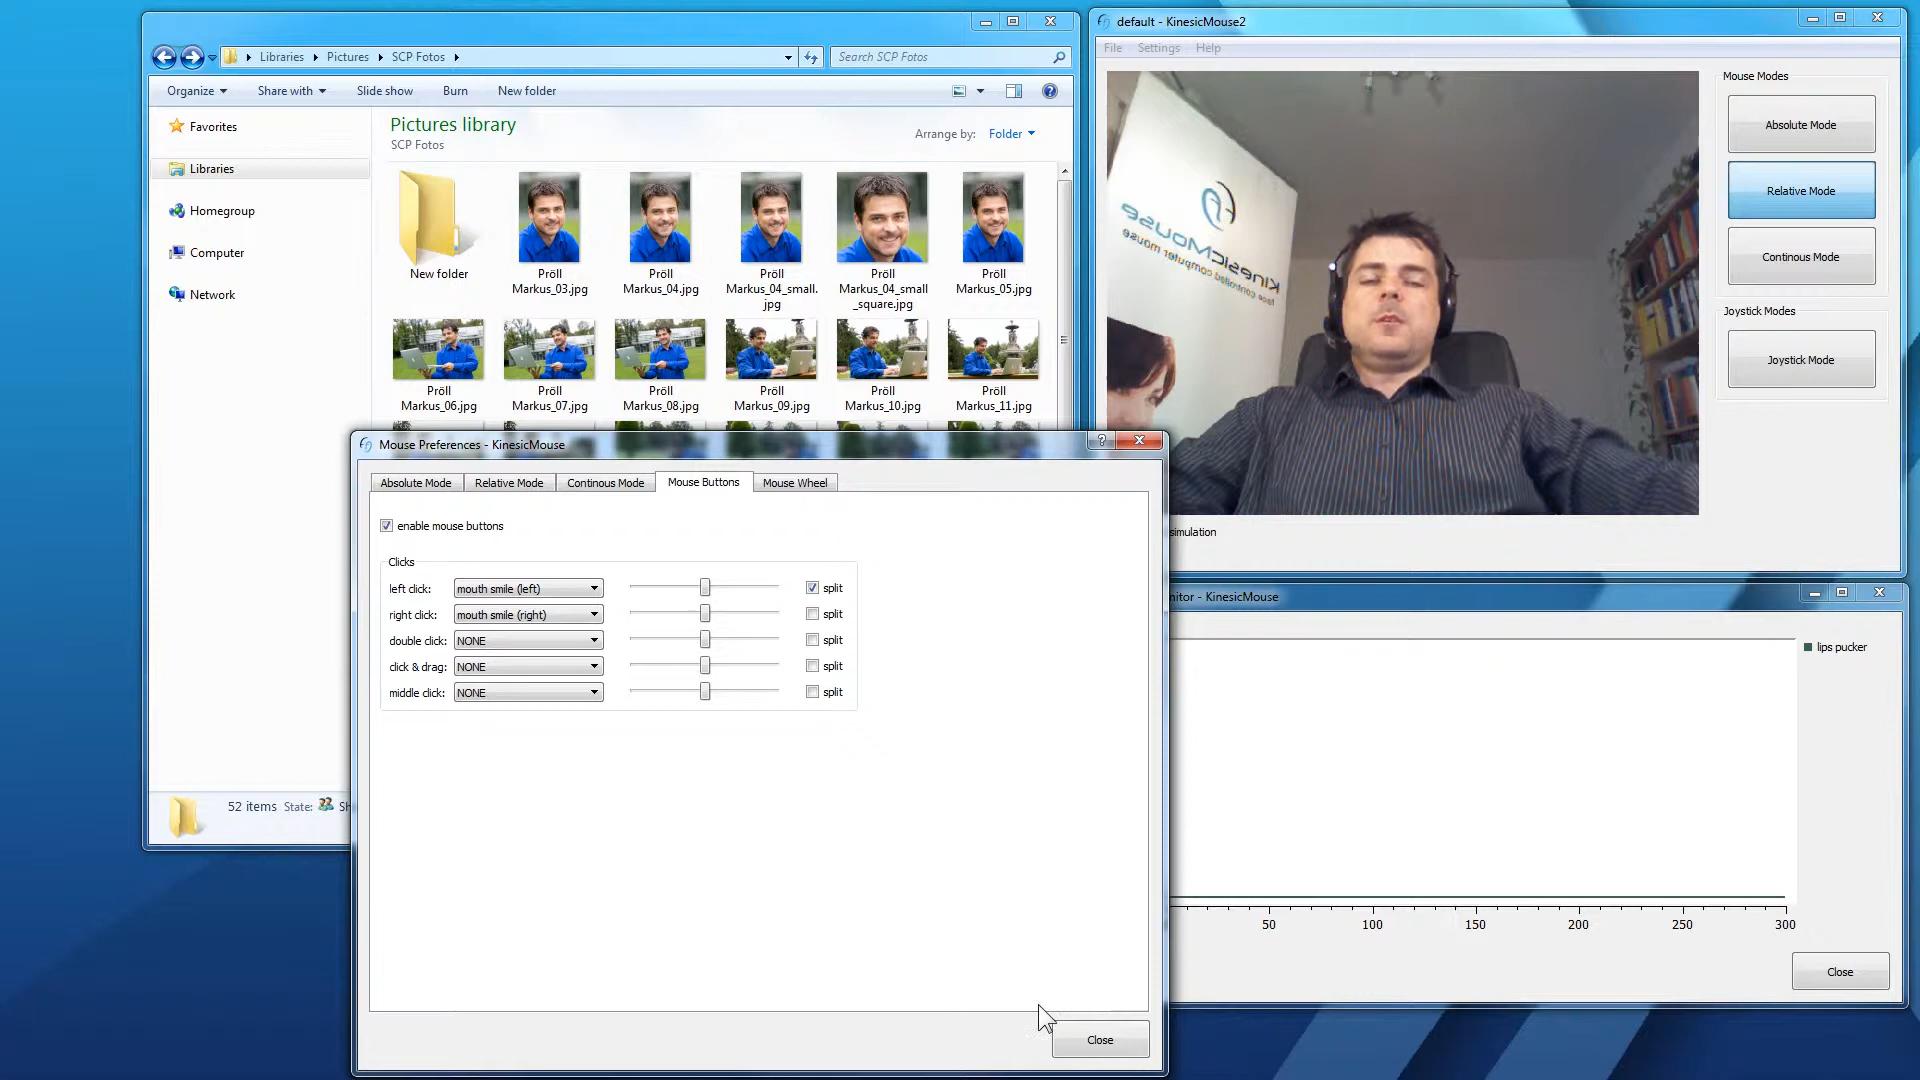 Libraries
Pictures
SCP Fotos
Search SCP Fotos
Organize
Share with
Slide show
Burn
New folder
Favorites
Libraries
Homegroup
Computer
Network
Pictures library
SCP Fotos
Arrange by:
Folder
New folder
Pröll
Markus_03.jpg
Pröll
Markus_04.jpg
Pröll
Markus_04_small.
jpg
Pröll
Markus_04_small
_square.jpg
Pröll
Markus_05.jpg
Pröll
Markus_06.jpg
Pröll
Markus_07.jpg
Pröll
Markus_08.jpg
Pröll
Markus_09.jpg
Pröll
Markus_10.jpg
Pröll
Markus_11.jpg
52 items
State:
Sh
default - KinesicMouse2
File
Settings
Help
KinesicMouse
face controlled computer mouse
Mouse Modes
Absolute Mode
Relative Mode
Continous Mode
Joystick Modes
Joystick Mode
simulation
Mouse Preferences - KinesicMouse
Absolute Mode
Relative Mode
Continous Mode
Mouse Buttons
Mouse Wheel
enable mouse buttons
Clicks
left click:
mouth smile (left)
split
right click:
mouth smile (right)
split
double click:
NONE
split
click & drag:
NONE
split
middle click:
NONE
split
Close
nitor - KinesicMouse
lips pucker
50
100
150
200
250
300
Close